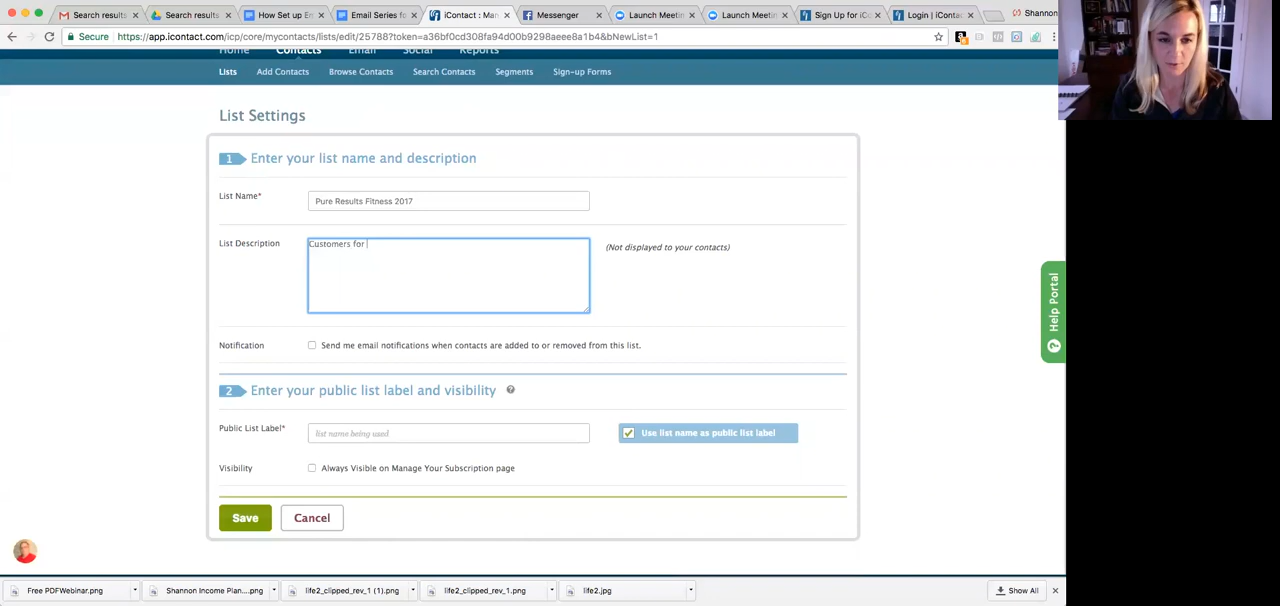 Search results
Search results
How Set up En
Email Series fo
iContact : Man
Messenger
Launch Meetin
Launch Meetin
Sign Up for iCo
Login | iContac
Shannon
Secure https://app.icontact.com/icp/core/mycontacts/lists/edit/25788?token=a36bf0cd308fa94d00b9298aeee8a1b4&bNewList=1
Home Contacts Email Social Reports
Lists Add Contacts Browse Contacts Search Contacts Segments Sign-up Forms
List Settings
1 Enter your list name and description
List Name* Pure Results Fitness 2017
List Description Customers for (Not displayed to your contacts)
Notification Send me email notifications when contacts are added to or removed from this list.
2 Enter your public list label and visibility ?
Public List Label* list name being used Use list name as public list label
Visibility Always Visible on Manage Your Subscription page
Save Cancel
Help Portal
Free PDFWebinar.png Shannon Income Plan....png life2_clipped_rev_1 (1).png life2_clipped_rev_1.png life2.jpg Show All